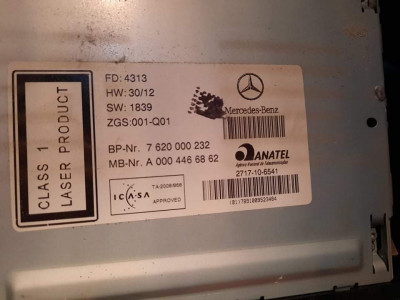 CLASS 1
LASER PRODUCT
FD: 4313
HW: 30/12
SW: 1839
ZGS:001-Q01
Mercedes-Benz
BP-Nr. 7 620 000 232
MB-Nr. A 000 446 68 62
ANATEL
2717-10-6541
ICASA
APPROVED